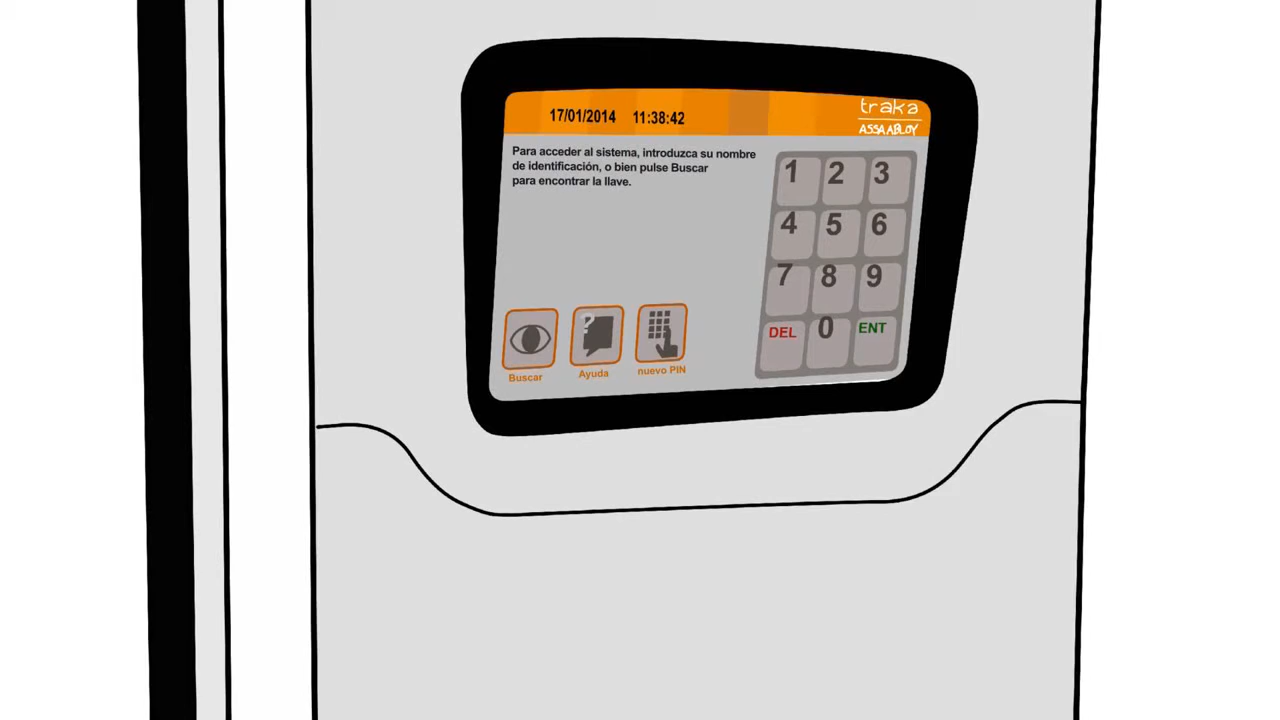 17/01/2014 11:38:42
traka
ASSA ABLOY
Para acceder al sistema, introduzca su nombre
de identificación, o bien pulse Buscar
para encontrar la llave.
1 2 3
4 5 6
7 8 9
DEL 0 ENT
?
Buscar Ayuda nuevo PIN